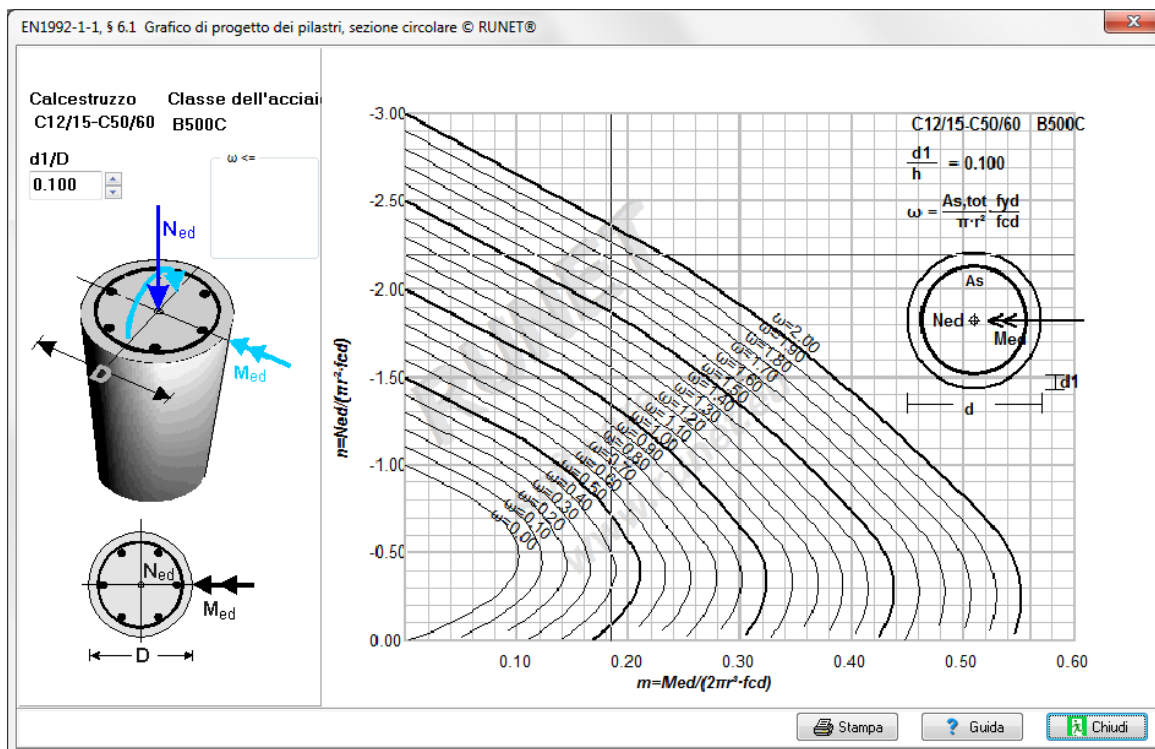 EN1992-1-1, § 6.1 Grafico di progetto dei pilastri, sezione circolare © RUNET®
Calcestruzzo Classe dell'acciai
C12/15-C50/60 B500C
d1/D
0.100
ω <=
Ned
Med
D
Ned
Med
D
-3.00
-2.50
-2.00
-1.50
-1.00
-0.50
0.00
n=Ned/(πr²·fcd)
0.10 0.20 0.30 0.40 0.50 0.60
m=Med/(2πr³·fcd)
C12/15-C50/60 B500C
d1
h
= 0.100
ω = As,tot fyd
π·r² fcd
As
Ned
Med
d1
d
ω=2.00
ω=1.90
ω=1.80
ω=1.70
ω=1.60
ω=1.50
ω=1.40
ω=1.30
ω=1.20
ω=1.10
ω=1.00
ω=0.90
ω=0.80
ω=0.70
ω=0.60
ω=0.50
ω=0.40
ω=0.30
ω=0.20
ω=0.10
ω=0.00
RUNET
Stampa
Guida
Chiudi